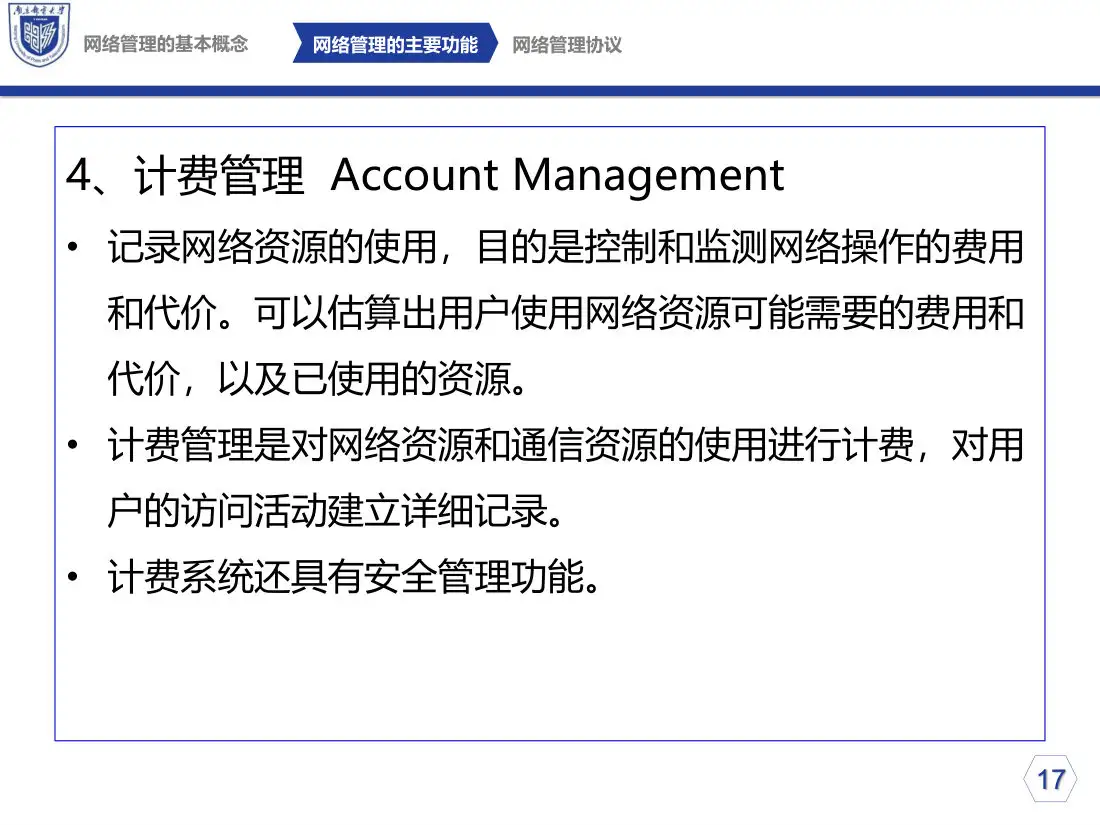 南京邮电大学
网络管理的基本概念
网络管理的主要功能
网络管理协议
4、计费管理 Account Management
• 记录网络资源的使用，目的是控制和监测网络操作的费用
和代价。可以估算出用户使用网络资源可能需要的费用和
代价，以及已使用的资源。
• 计费管理是对网络资源和通信资源的使用进行计费，对用
户的访问活动建立详细记录。
• 计费系统还具有安全管理功能。
17